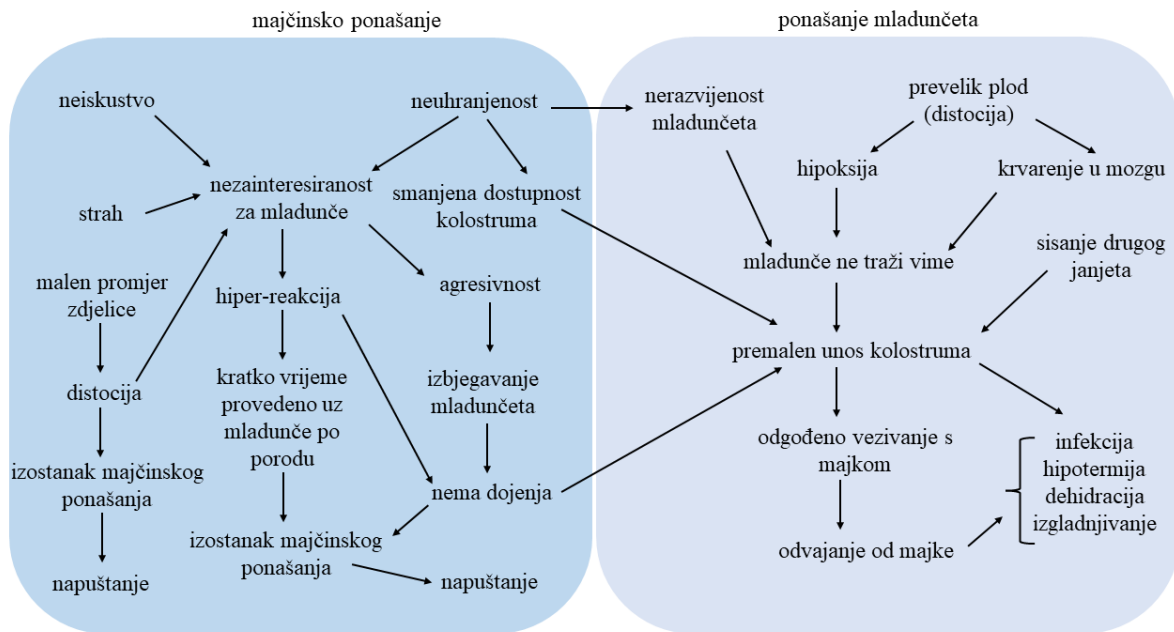 majčinsko ponašanje
neiskustvo
neuhranjenost
nezainteresiranost
za mladunče
smanjena dostupnost
kolostruma
strah
malen promjer
zdjelice
hiper-reakcija
agresivnost
distocija
kratko vrijeme
provedeno uz
mladunče po
porodu
izbjegavanje
mladunčeta
izostanak majčinskog
ponašanja
nema dojenja
izostanak majčinskog
ponašanja
napuštanje
napuštanje
ponašanje mladunčeta
nerazvijenost
mladunčeta
prevelik plod
(distocija)
hipoksija
krvarenje u mozgu
mladunče ne traži vime
sisanje drugog
janjeta
premalen unos kolostruma
odgođeno vezivanje s
majkom
infekcija
hipotermija
dehidracija
izgladnjivanje
odvajanje od majke